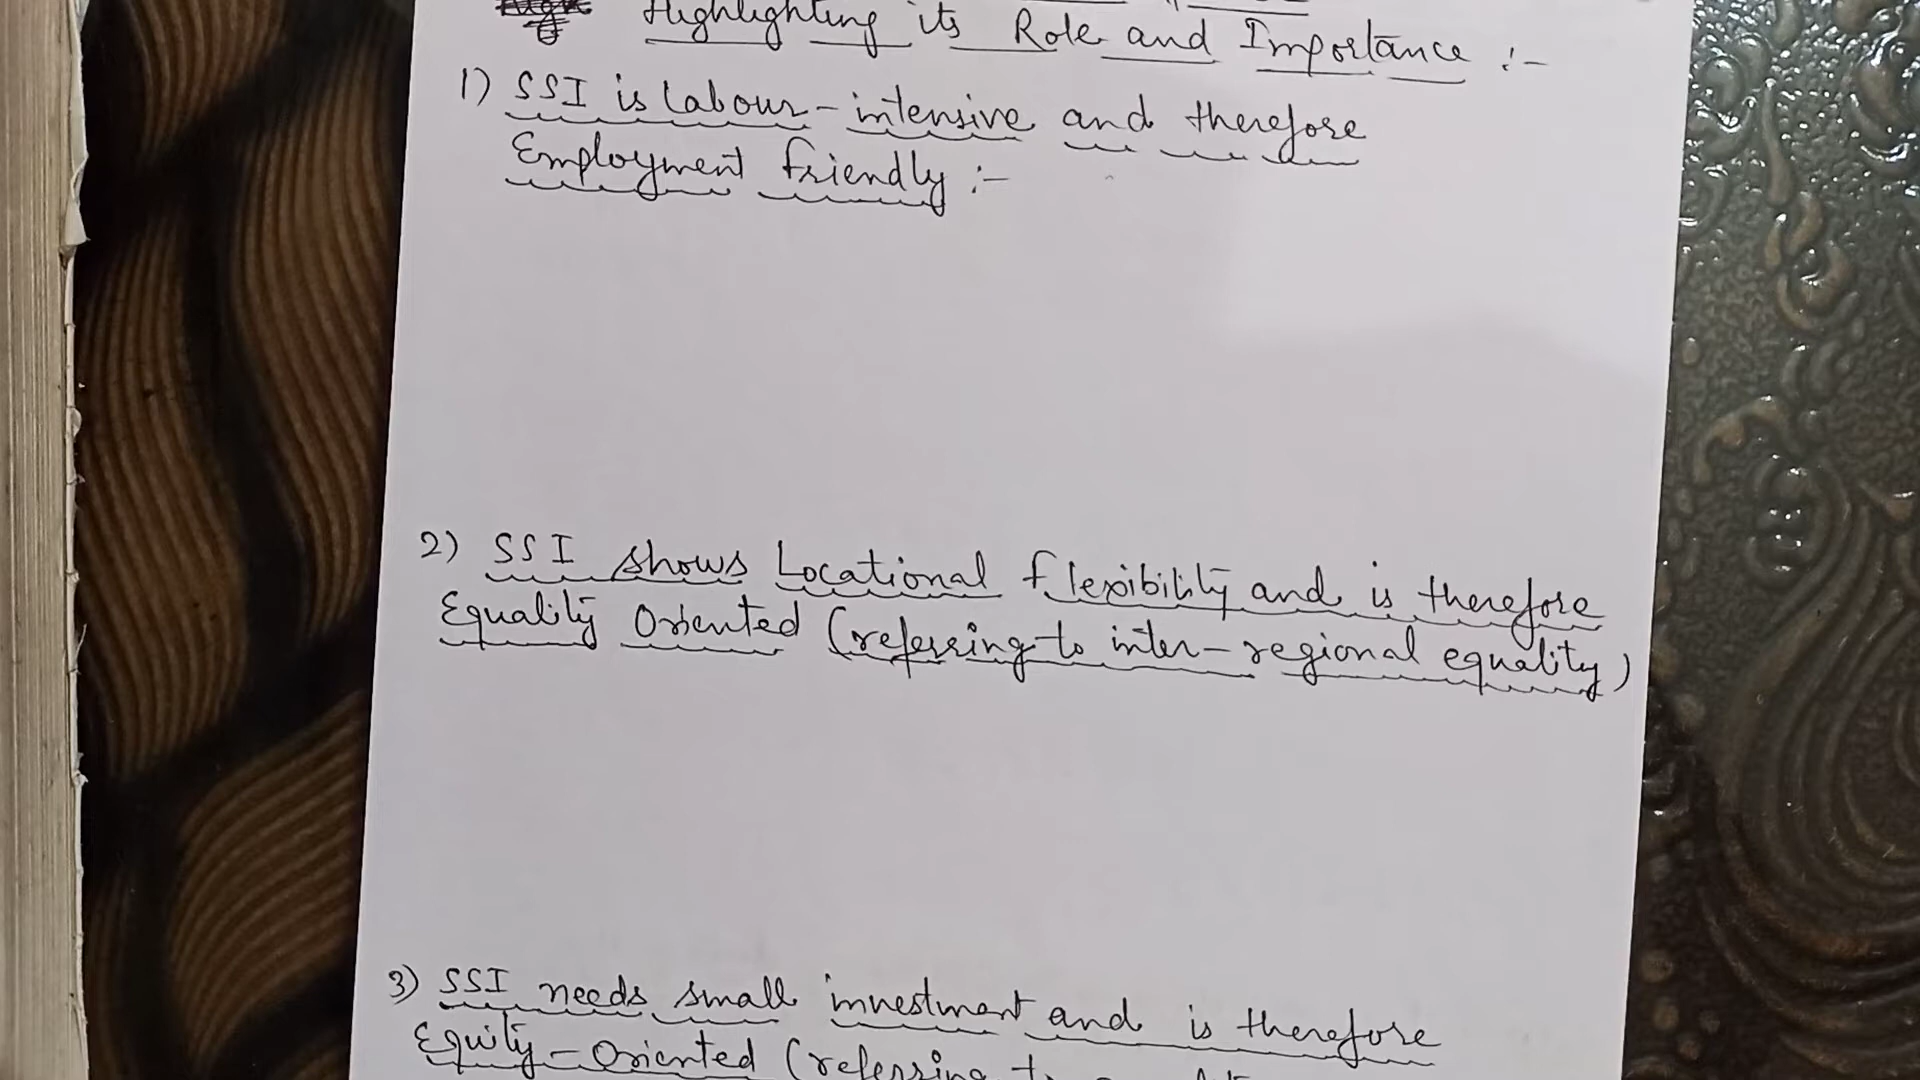 Highlighting its Role and Importance :-
1) SSI is Labour-intensive and therefore
Employment friendly :-
2) SSI shows Locational flexibility and is therefore
Equality Oriented (referring to inter-regional equality)
3) SSI needs small investment and is therefore
Equity-Oriented (referring to